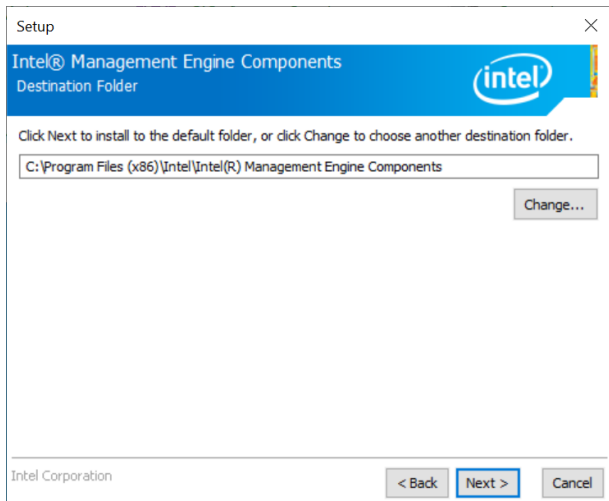 Setup
Intel® Management Engine Components
Destination Folder
intel
Click Next to install to the default folder, or click Change to choose another destination folder.
C:\Program Files (x86)\Intel\Intel(R) Management Engine Components
Change...
Intel Corporation
< Back
Next >
Cancel